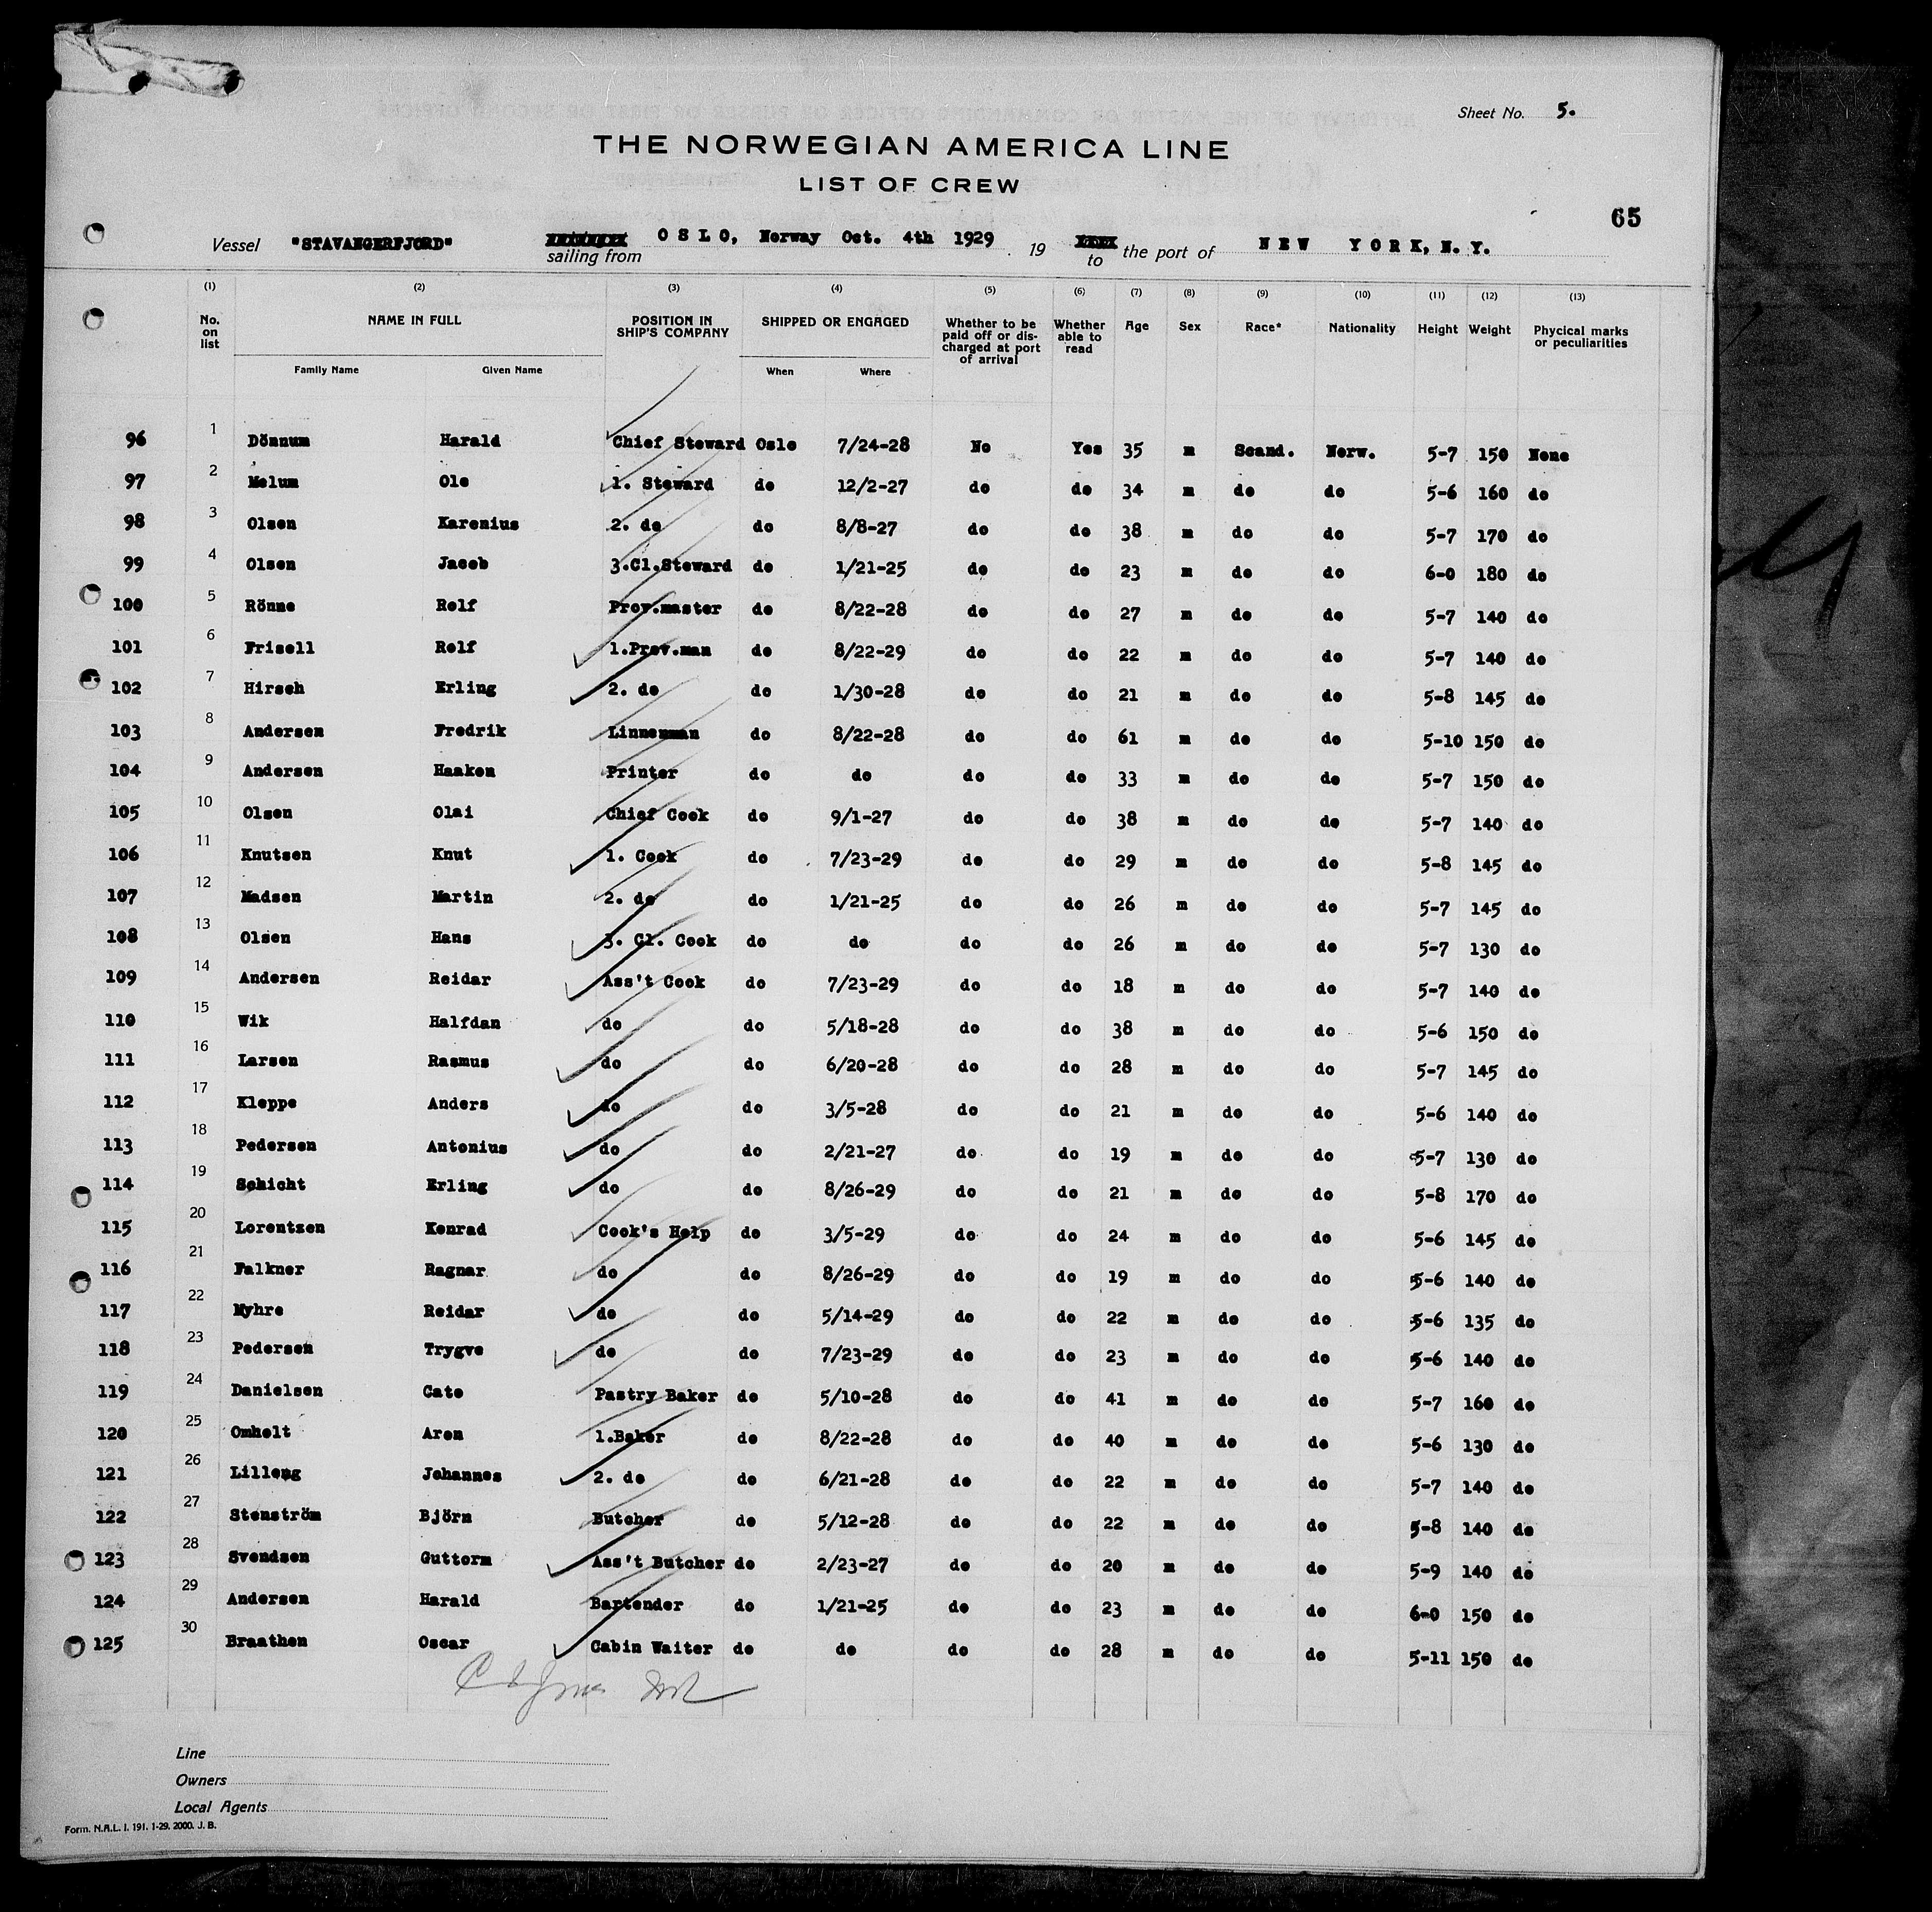 Sheet No. 5.
THE NORWEGIAN AMERICA LINE
LIST OF CREW
65
Vessel "STAVANGERFJORD" sailing from OSLO, Norway Oct. 4th 1929 19 to the port of NEW YORK, N. Y.
(1) (2) (3) (4) (5) (6) (7) (8) (9) (10) (11) (12) (13)
No. on list NAME IN FULL POSITION IN SHIP'S COMPANY SHIPPED OR ENGAGED Whether to be paid off or discharged at port of arrival Whether able to read Age Sex Race* Nationality Height Weight Phycical marks or peculiarities
Family Name Given Name When Where
96 1 Dönnum Harald Chief Steward Oslo 7/24-28 No Yes 35 m Scand. Norw. 5-7 150 None
97 2 Melum Ole 1. Steward do 12/2-27 do do 34 m do do 5-6 160 do
98 3 Olsen Karenius 2. do do 8/8-27 do do 38 m do do 5-7 170 do
99 4 Olsen Jacob 3.Cl.Steward do 1/21-25 do do 23 m do do 6-0 180 do
100 5 Rönne Rolf Prov.master do 8/22-28 do do 27 m do do 5-7 140 do
101 6 Frisell Rolf 1.Prov.man do 8/22-29 do do 22 m do do 5-7 140 do
102 7 Hirsch Erling 2. do do 1/30-28 do do 21 m do do 5-8 145 do
103 8 Andersen Fredrik Linnenman do 8/22-28 do do 61 m do do 5-10 150 do
104 9 Andersen Haakon Printer do do do do 33 m do do 5-7 150 do
105 10 Olsen Olai Chief Cook do 9/1-27 do do 38 m do do 5-7 140 do
106 11 Knutsen Knut 1. Cook do 7/23-29 do do 29 m do do 5-8 145 do
107 12 Madsen Martin 2. do do 1/21-25 do do 26 m do do 5-7 145 do
108 13 Olsen Hans 3. Cl. Cook do do do do 26 m do do 5-7 130 do
109 14 Andersen Reidar Ass't Cook do 7/23-29 do do 18 m do do 5-7 140 do
110 15 Wik Halfdan do do 5/18-28 do do 38 m do do 5-6 150 do
111 16 Larsen Rasmus do do 6/20-28 do do 28 m do do 5-7 145 do
112 17 Kleppe Anders do do 3/5-28 do do 21 m do do 5-6 140 do
113 18 Pedersen Antonius do do 2/21-27 do do 19 m do do 5-7 130 do
114 19 Schicht Erling do do 8/26-29 do do 21 m do do 5-8 170 do
115 20 Lorentzen Konrad Cook's Help do 3/5-29 do do 24 m do do 5-6 145 do
116 21 Falkner Ragnar do do 8/26-29 do do 19 m do do 5-6 140 do
117 22 Myhre Reidar do do 5/14-29 do do 22 m do do 5-6 135 do
118 23 Pedersen Trygve do do 7/23-29 do do 23 m do do 5-6 140 do
119 24 Danielsen Cato Pastry Baker do 5/10-28 do do 41 m do do 5-7 160 do
120 25 Omholt Aron 1.Baker do 8/22-28 do do 40 m do do 5-6 130 do
121 26 Lilleng Johannes 2. do do 6/21-28 do do 22 m do do 5-7 140 do
122 27 Stenström Björn Butcher do 5/12-28 do do 22 m do do 5-8 140 do
123 28 Svendsen Guttorm Ass't Butcher do 2/23-27 do do 20 m do do 5-9 140 do
124 29 Andersen Harald Bartender do 1/21-25 do do 23 m do do 6-0 150 do
125 30 Braathen Oscar Cabin Waiter do do do do 28 m do do 5-11 150 do
Line
Owners
Local Agents
Form. N.A.L. I. 191. 1-29. 2000. J. B.